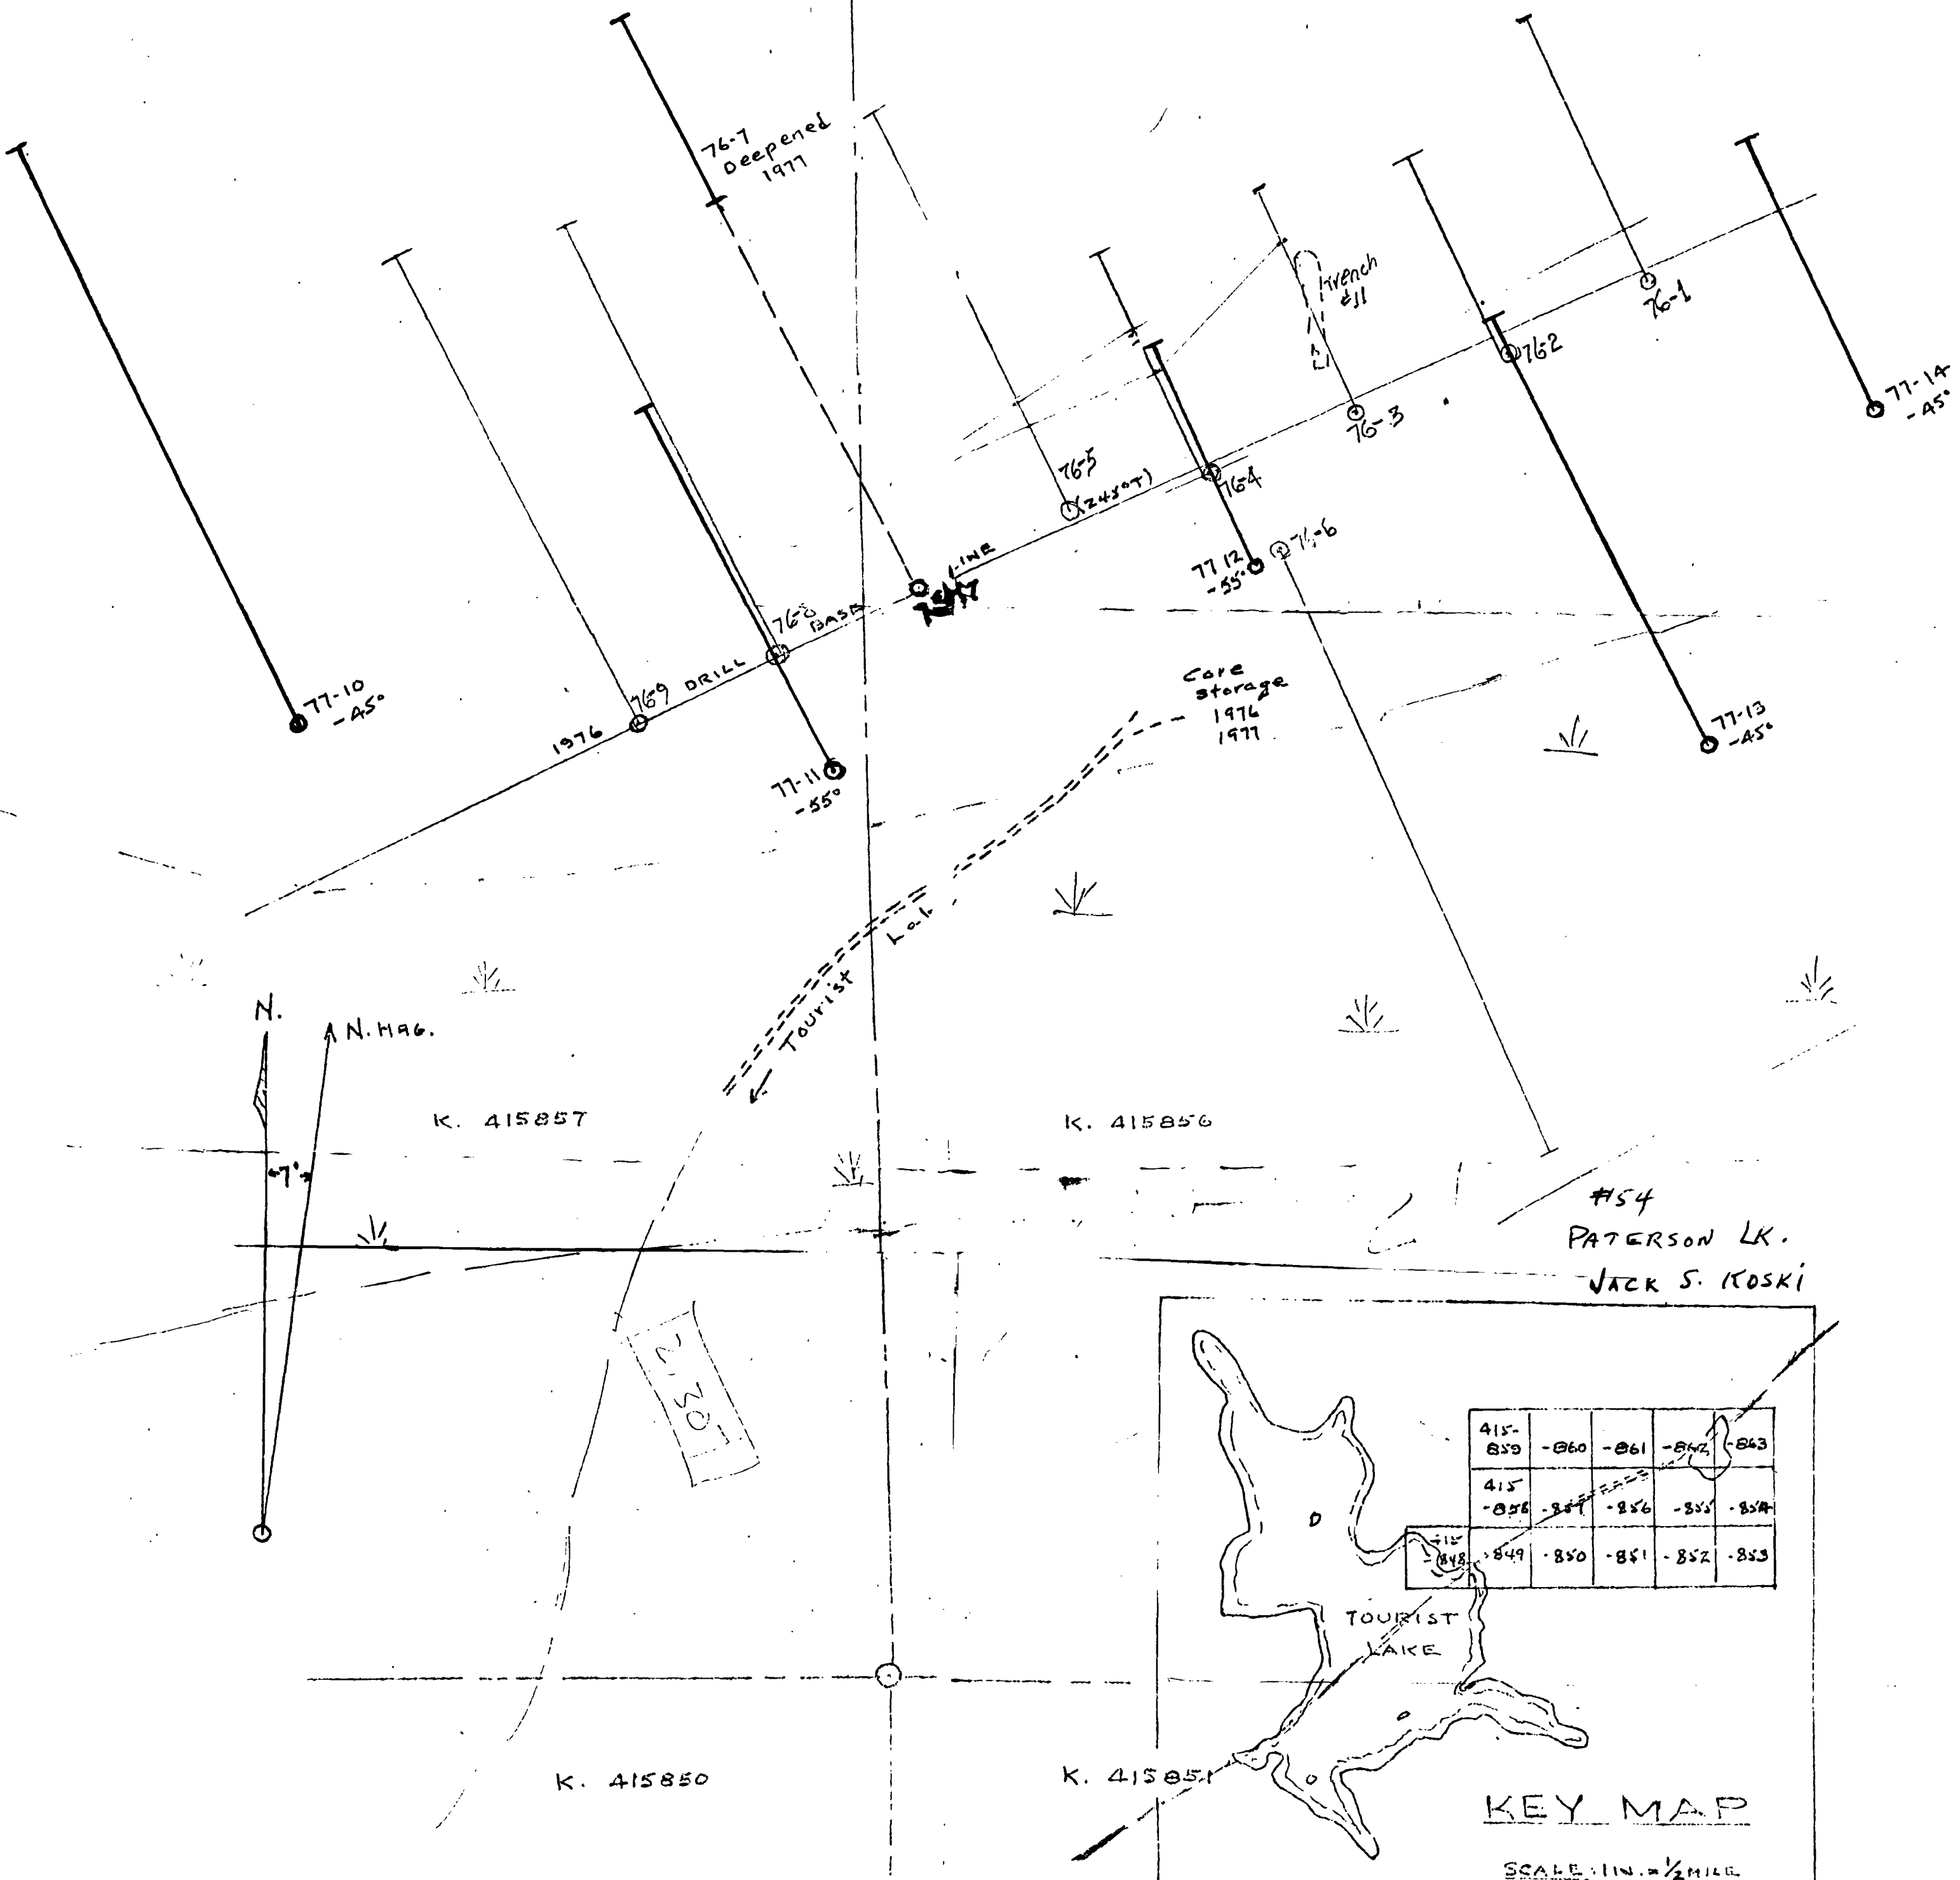 76-7
Deepened
1977
Trench
#11
76-1
76-2
77-14
-45°
76-3
76-5
(245°T)
76-4
LINE
76-6
77 12
-55°
76-8
BASE
76-9
DRILL
1976
77-10
-45°
77-11
-55°
Core
storage
1976
1977
77-13
-45°
Tourist
N.
N. MAG.
7°
K. 415857
K. 415856
#54
PATERSON LK.
JACK S. KOSKI
415-
859 -860 -861 -862 -863
415
-858 -857 -856 -855 -854
415
-848 -849 -850 -851 -852 -853
TOURIST
LAKE
K. 415850
K. 415851
KEY MAP
SCALE: 1 IN. = 1/2 MILE